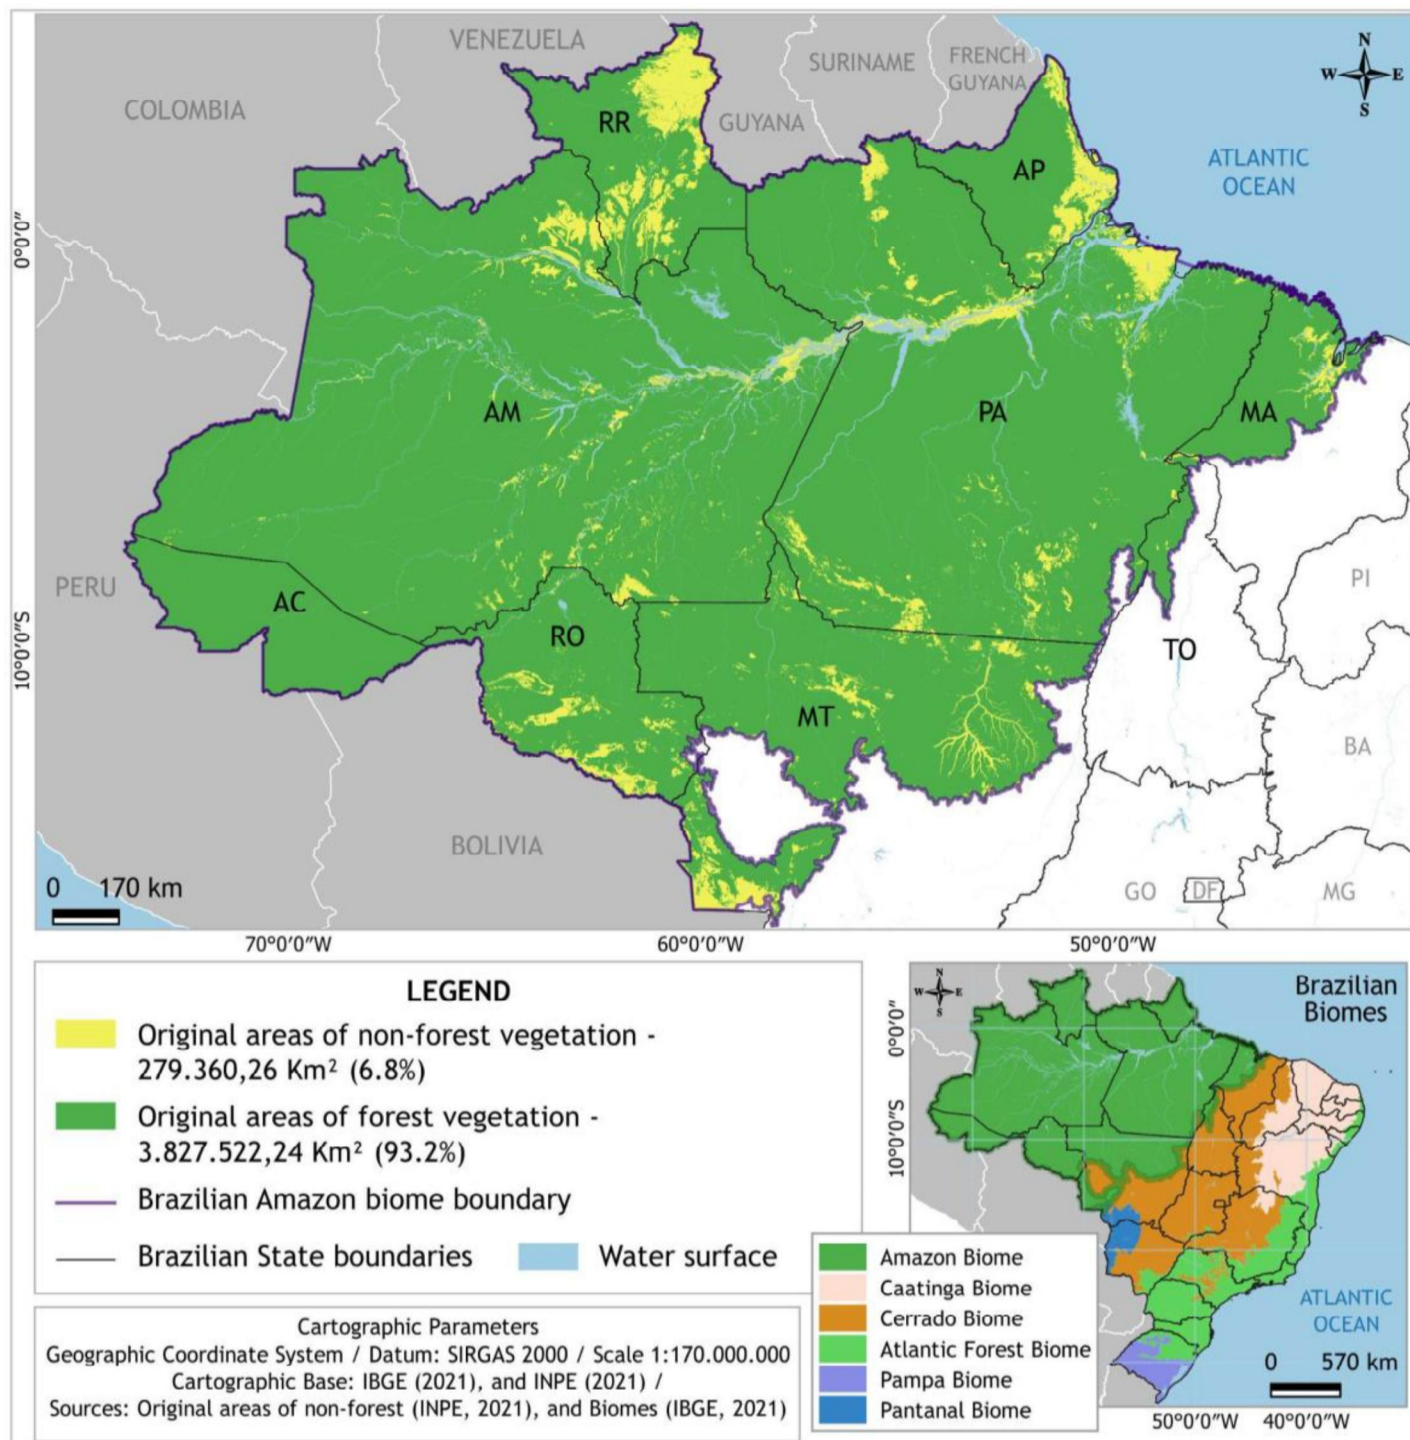 VENEZUELA
SURINAME
FRENCH
GUYANA
COLOMBIA
GUYANA
RR
AP
ATLANTIC
OCEAN
N
W E
S
0°0'0"
AM
PA
MA
PERU
AC
RO
MT
TO
PI
BA
10°0'0"S
BOLIVIA
GO
DF
MG
0 170 km
70°0'0"W
60°0'0"W
50°0'0"W
LEGEND
Original areas of non-forest vegetation -
279.360,26 Km² (6.8%)
Original areas of forest vegetation -
3.827.522,24 Km² (93.2%)
Brazilian Amazon biome boundary
Brazilian State boundaries
Water surface
Cartographic Parameters
Geographic Coordinate System / Datum: SIRGAS 2000 / Scale 1:170.000.000
Cartographic Base: IBGE (2021), and INPE (2021) /
Sources: Original areas of non-forest (INPE, 2021), and Biomes (IBGE, 2021)
N
W E
S
Brazilian
Biomes
0°0'0"
10°0'0"S
Amazon Biome
Caatinga Biome
Cerrado Biome
Atlantic Forest Biome
Pampa Biome
Pantanal Biome
ATLANTIC
OCEAN
0 570 km
50°0'0"W
40°0'0"W